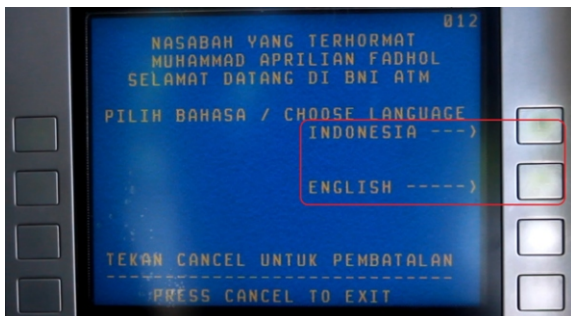 012
NASABAH YANG TERHORMAT
MUHAMMAD APRILIAN FADHOL
SELAMAT DATANG DI BNI ATM
PILIH BAHASA / CHOOSE LANGUAGE
INDONESIA ---)
ENGLISH -----)
TEKAN CANCEL UNTUK PEMBATALAN
------------------------------
PRESS CANCEL TO EXIT